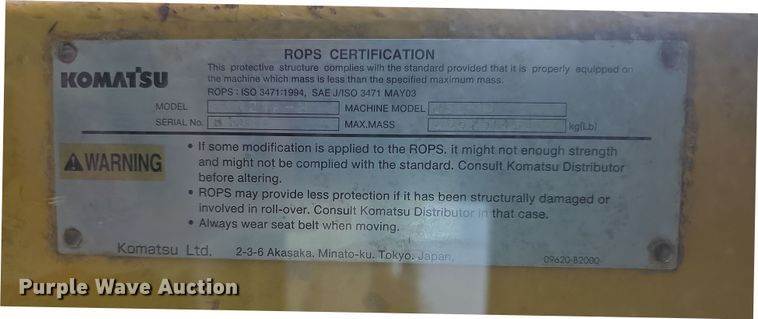 ROPS CERTIFICATION
KOMATSU
This protective structure complies with the standard provided that it is properly equipped on
the machine which mass is less than the specified maximum mass.
ROPS : ISO 3471:1994, SAE J/ISO 3471 MAY03
MODEL MACHINE MODEL
SERIAL No. MAX.MASS kg(Lb)
WARNING
• If some modification is applied to the ROPS, it might not enough strength
and might not be complied with the standard. Consult Komatsu Distributor
before altering.
• ROPS may provide less protection if it has been structurally damaged or
involved in roll-over. Consult Komatsu Distributor in that case.
• Always wear seat belt when moving.
Komatsu Ltd. 2-3-6 Akasaka, Minato-ku, Tokyo, Japan,
09620-B2000
Purple Wave Auction